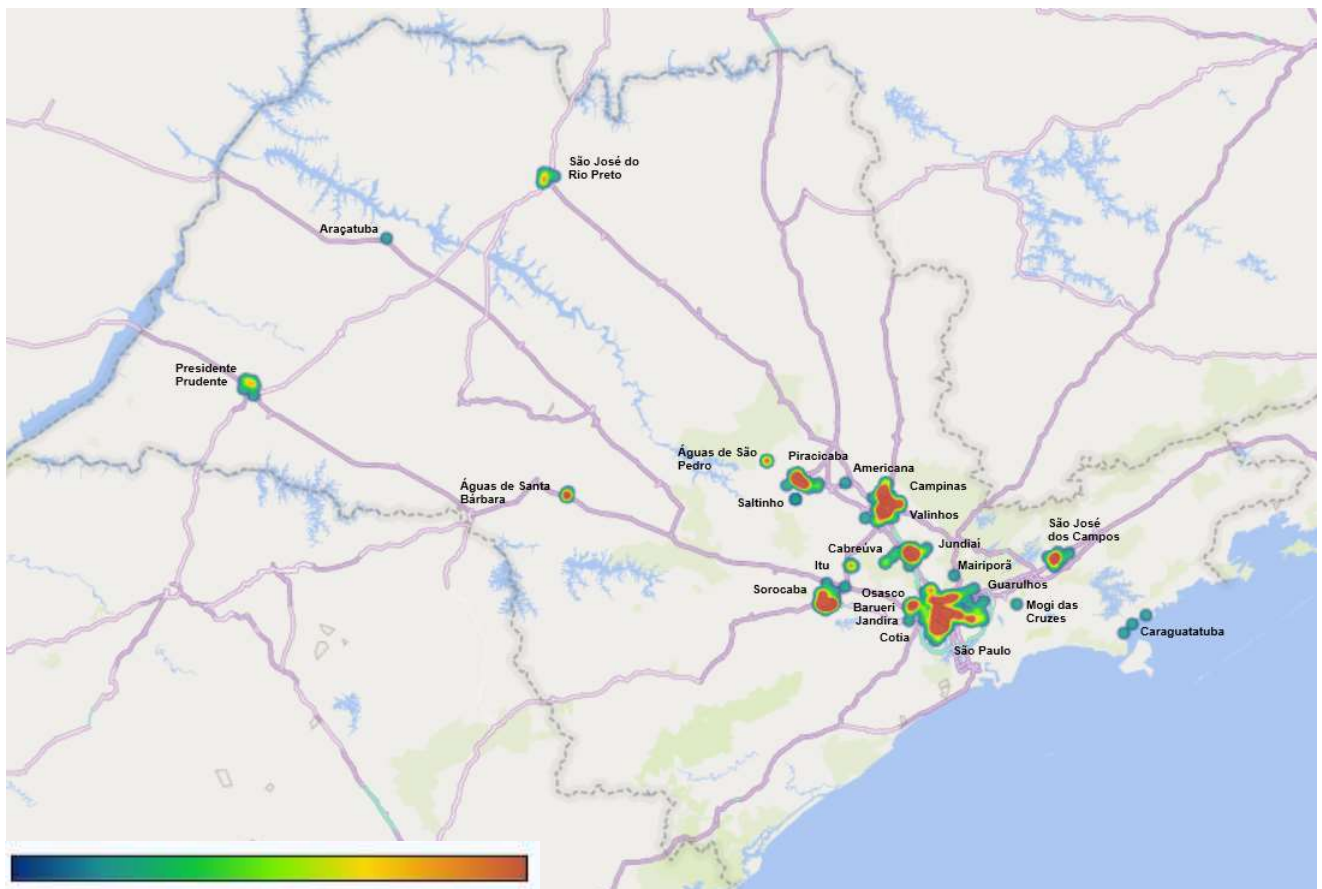 São José do
Rio Preto
Araçatuba
Presidente
Prudente
Águas de São
Pedro
Piracicaba
Americana
Campinas
Águas de Santa
Bárbara
Saltinho
Valinhos
São José
dos Campos
Cabreúva
Jundiaí
Itu
Mairiporã
Sorocaba
Osasco
Guarulhos
Barueri
Mogi das
Cruzes
Jandira
Cotia
Caraguatatuba
São Paulo